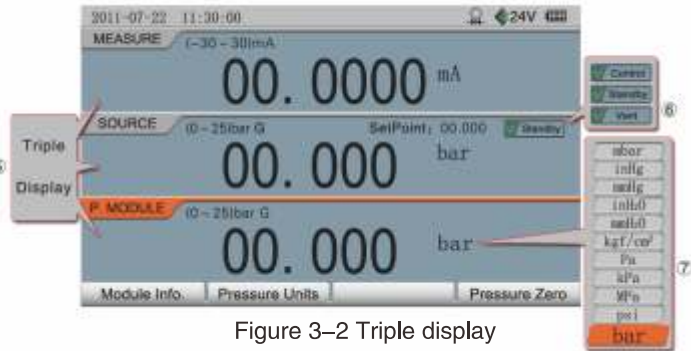 2011-07-22 11:30:00 24V
MEASURE (-30~30)mA
00.0000 mA
Control
Standby
Vent
⑥
SOURCE (0~25)bar G SetPoint: 00.000 Standby
00.000 bar
Triple
Display
P. MODULE (0~25)bar G
00.000 bar
mbar
inHg
mmHg
inH₂O
mmH₂O
kgf/cm²
Pa
kPa
MPa
psi
bar
⑦
Module Info. Pressure Units Pressure Zero
Figure 3–2 Triple display